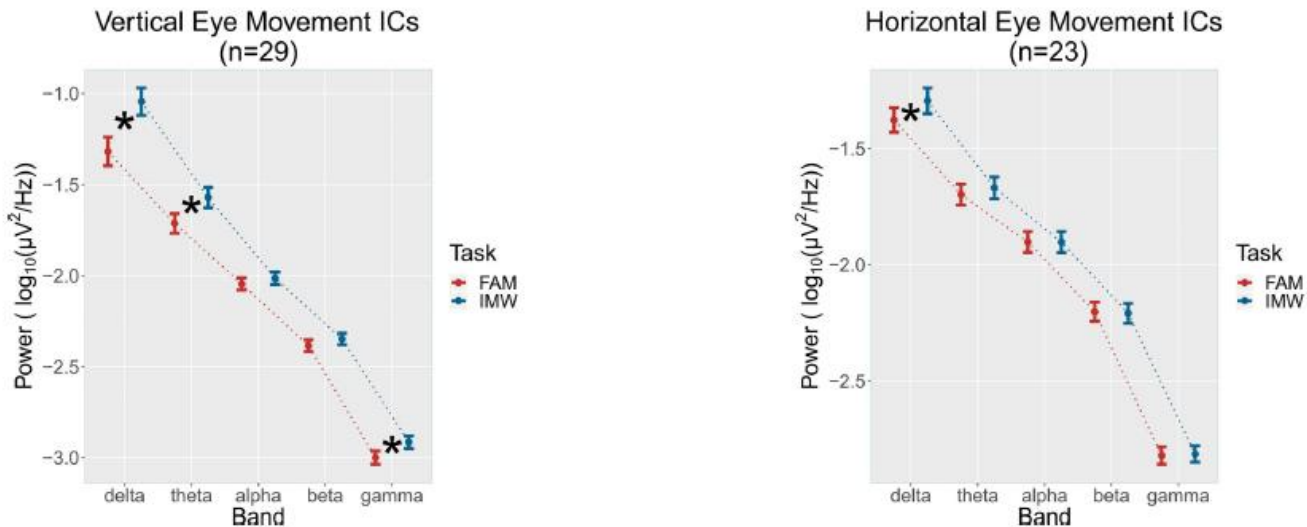 Vertical Eye Movement ICs
(n=29)
Power ( log₁₀(µV²/Hz))
−1.0
−1.5
−2.0
−2.5
−3.0
*
*
*
delta theta alpha beta gamma
Band
Task
FAM
IMW
Horizontal Eye Movement ICs
(n=23)
Power ( log₁₀(µV²/Hz))
−1.5
−2.0
−2.5
*
delta theta alpha beta gamma
Band
Task
FAM
IMW